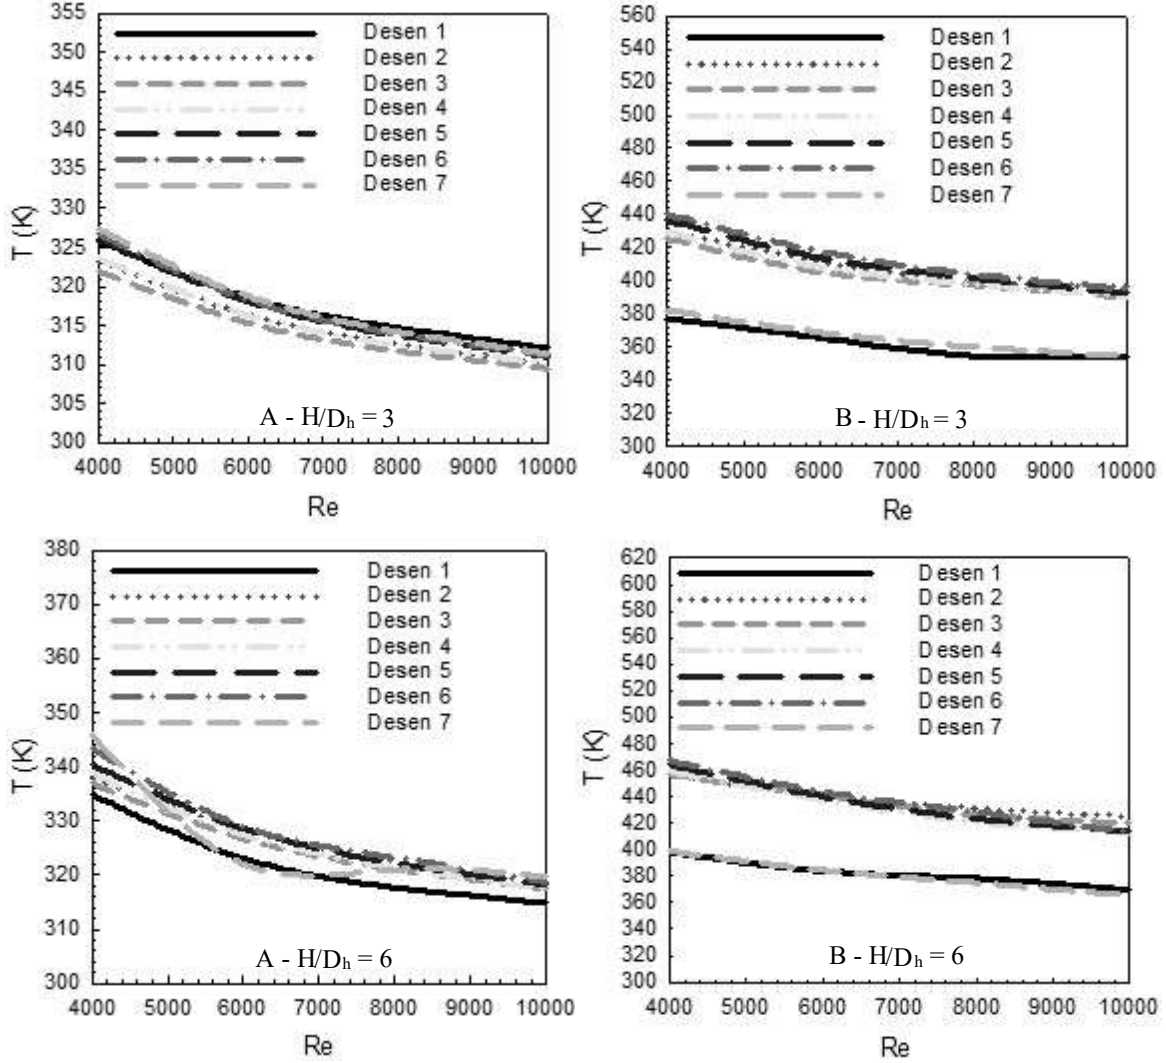 355
350
345
340
335
330
325
320
315
310
305
300
T (K)
Desen 1
Desen 2
Desen 3
Desen 4
Desen 5
Desen 6
Desen 7
A - H/Dh = 3
4000 5000 6000 7000 8000 9000 10000
Re
560
540
520
500
480
460
440
420
400
380
360
340
320
300
T (K)
Desen 1
Desen 2
Desen 3
Desen 4
Desen 5
Desen 6
Desen 7
B - H/Dh = 3
4000 5000 6000 7000 8000 9000 10000
Re
380
370
360
350
340
330
320
310
300
T (K)
Desen 1
Desen 2
Desen 3
Desen 4
Desen 5
Desen 6
Desen 7
A - H/Dh = 6
4000 5000 6000 7000 8000 9000 10000
Re
620
600
580
560
540
520
500
480
460
440
420
400
380
360
340
320
300
T (K)
Desen 1
Desen 2
Desen 3
Desen 4
Desen 5
Desen 6
Desen 7
B - H/Dh = 6
4000 5000 6000 7000 8000 9000 10000
Re